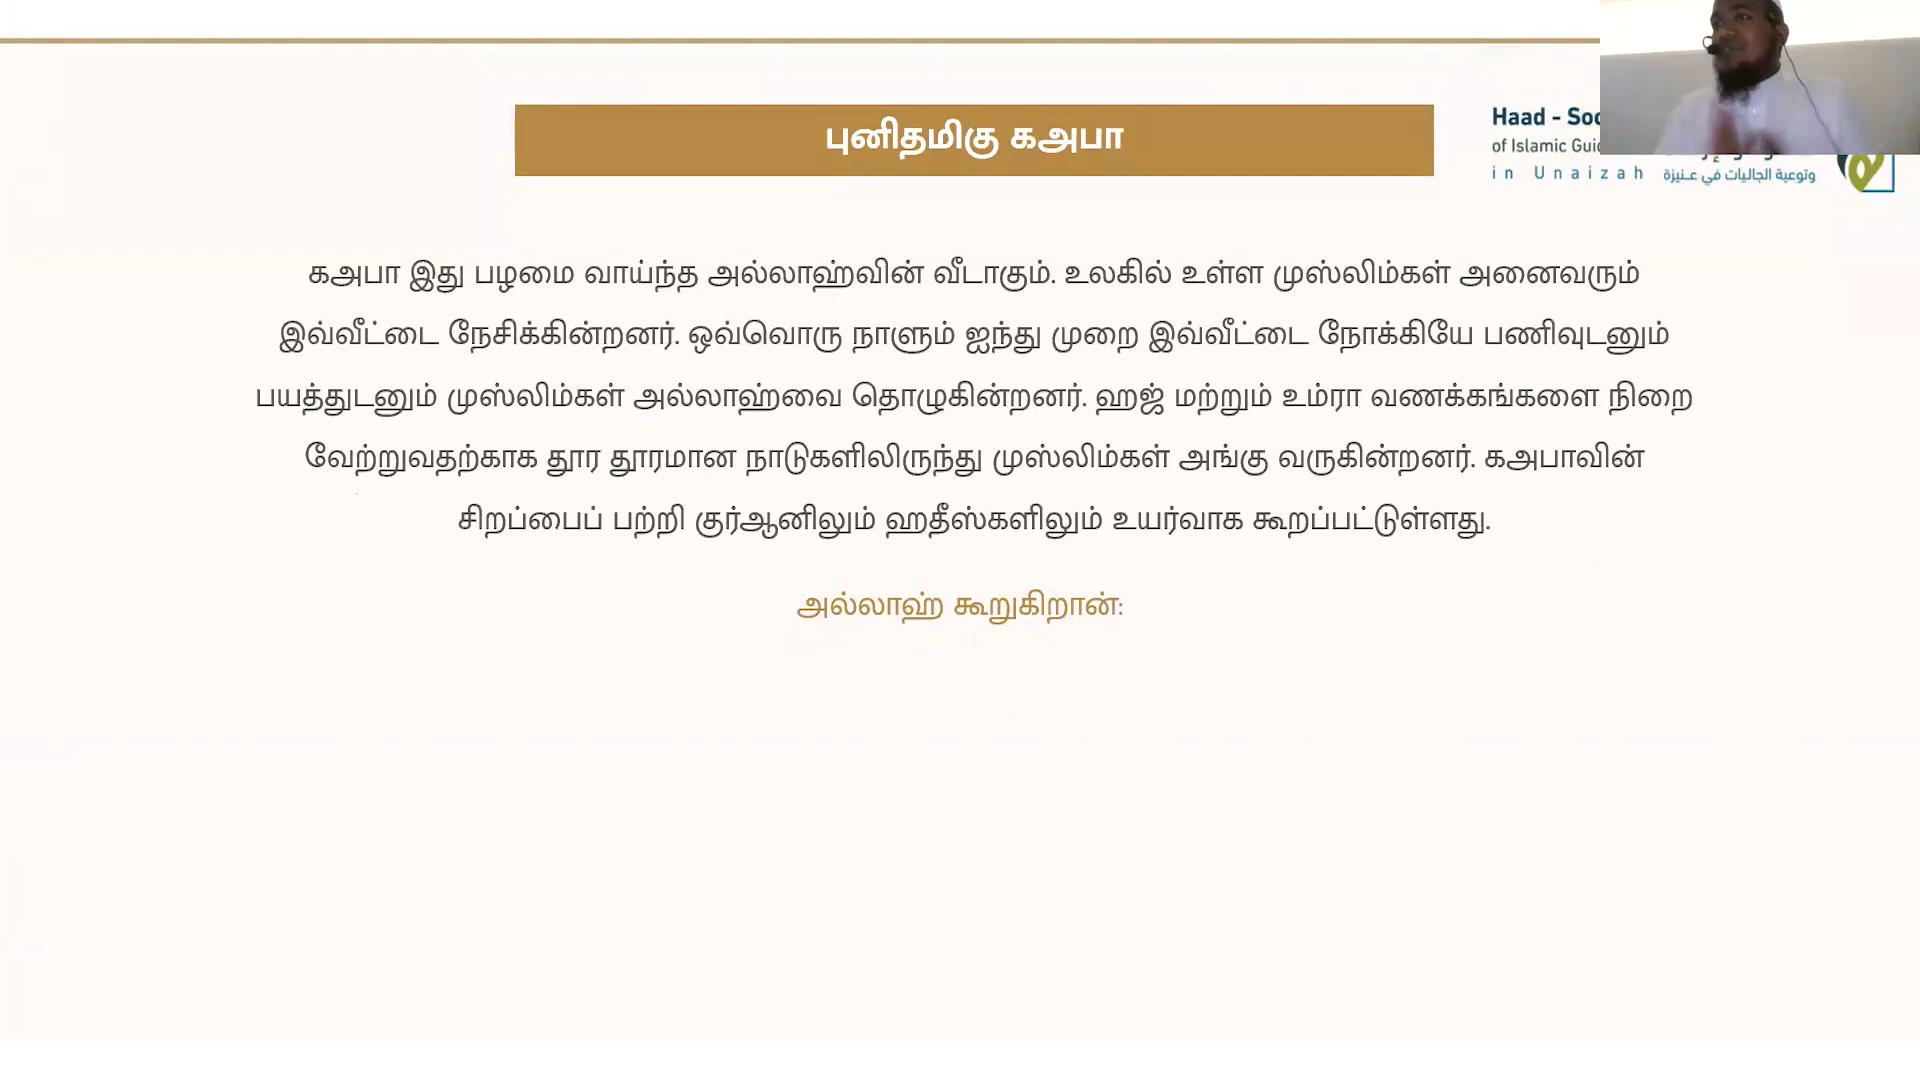 புனிதமிகு கஅபா
Haad -
of Islamic
in Unaizah
وتوعية الجاليات في عنيزة
கஅபா இது பழமை வாய்ந்த அல்லாஹ்வின் வீடாகும். உலகில் உள்ள முஸ்லிம்கள் அனைவரும்
இவ்வீட்டை நேசிக்கின்றனர். ஒவ்வொரு நாளும் ஐந்து முறை இவ்வீட்டை நோக்கியே பணிவுடனும்
பயத்துடனும் முஸ்லிம்கள் அல்லாஹ்வை தொழுகின்றனர். ஹஜ் மற்றும் உம்ரா வணக்கங்களை நிறை
வேற்றுவதற்காக தூர தூரமான நாடுகளிலிருந்து முஸ்லிம்கள் அங்கு வருகின்றனர். கஅபாவின்
சிறப்பைப் பற்றி குர்ஆனிலும் ஹதீஸ்களிலும் உயர்வாக கூறப்பட்டுள்ளது.
அல்லாஹ் கூறுகிறான்: